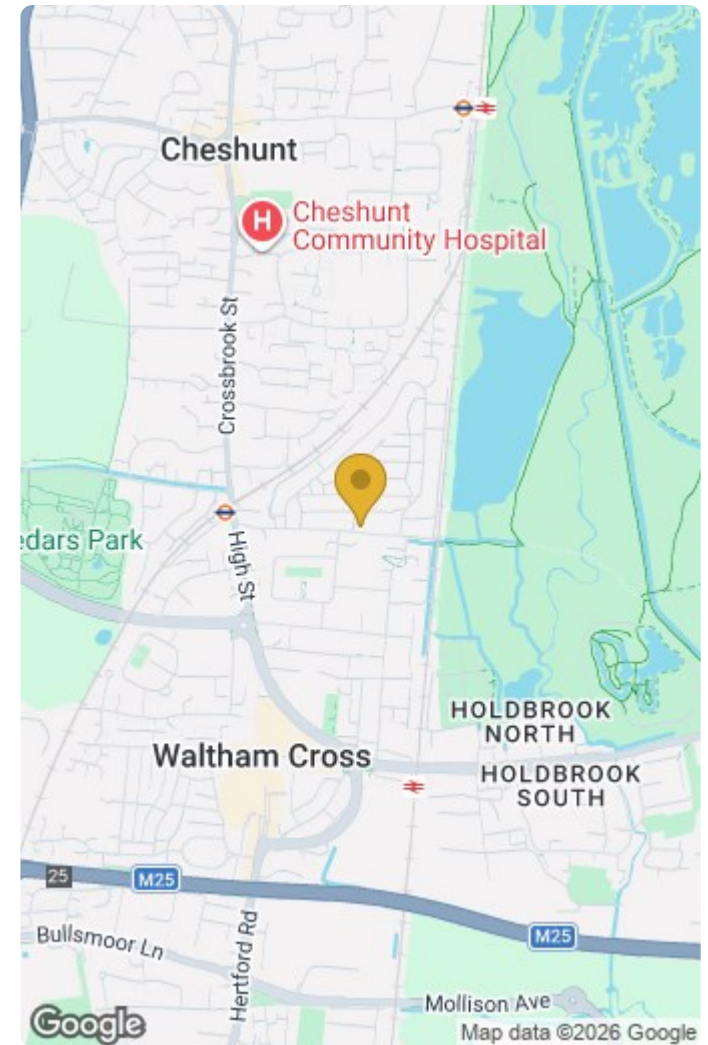 Cheshunt
H
Cheshunt
Community Hospital
Crossbrook St
edars Park
High St
HOLDBROOK
NORTH
Waltham Cross
HOLDBROOK
SOUTH
25
M25
M25
Bullsmoor Ln
Hertford Rd
Mollison Ave
Google
Map data ©2026 Google